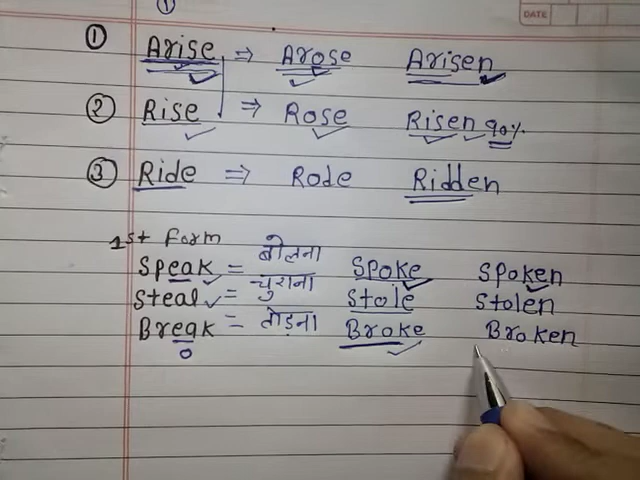 ①
DATE
① Arise ⇒ Arose Arisen
② Rise ⇒ Rose Risen 90%
③ Ride ⇒ Rode Ridden
1st form
Speak = बोलना Spoke Spoken
Steal = चुराना Stole Stolen
Break = तोड़ना Broke Broken
o